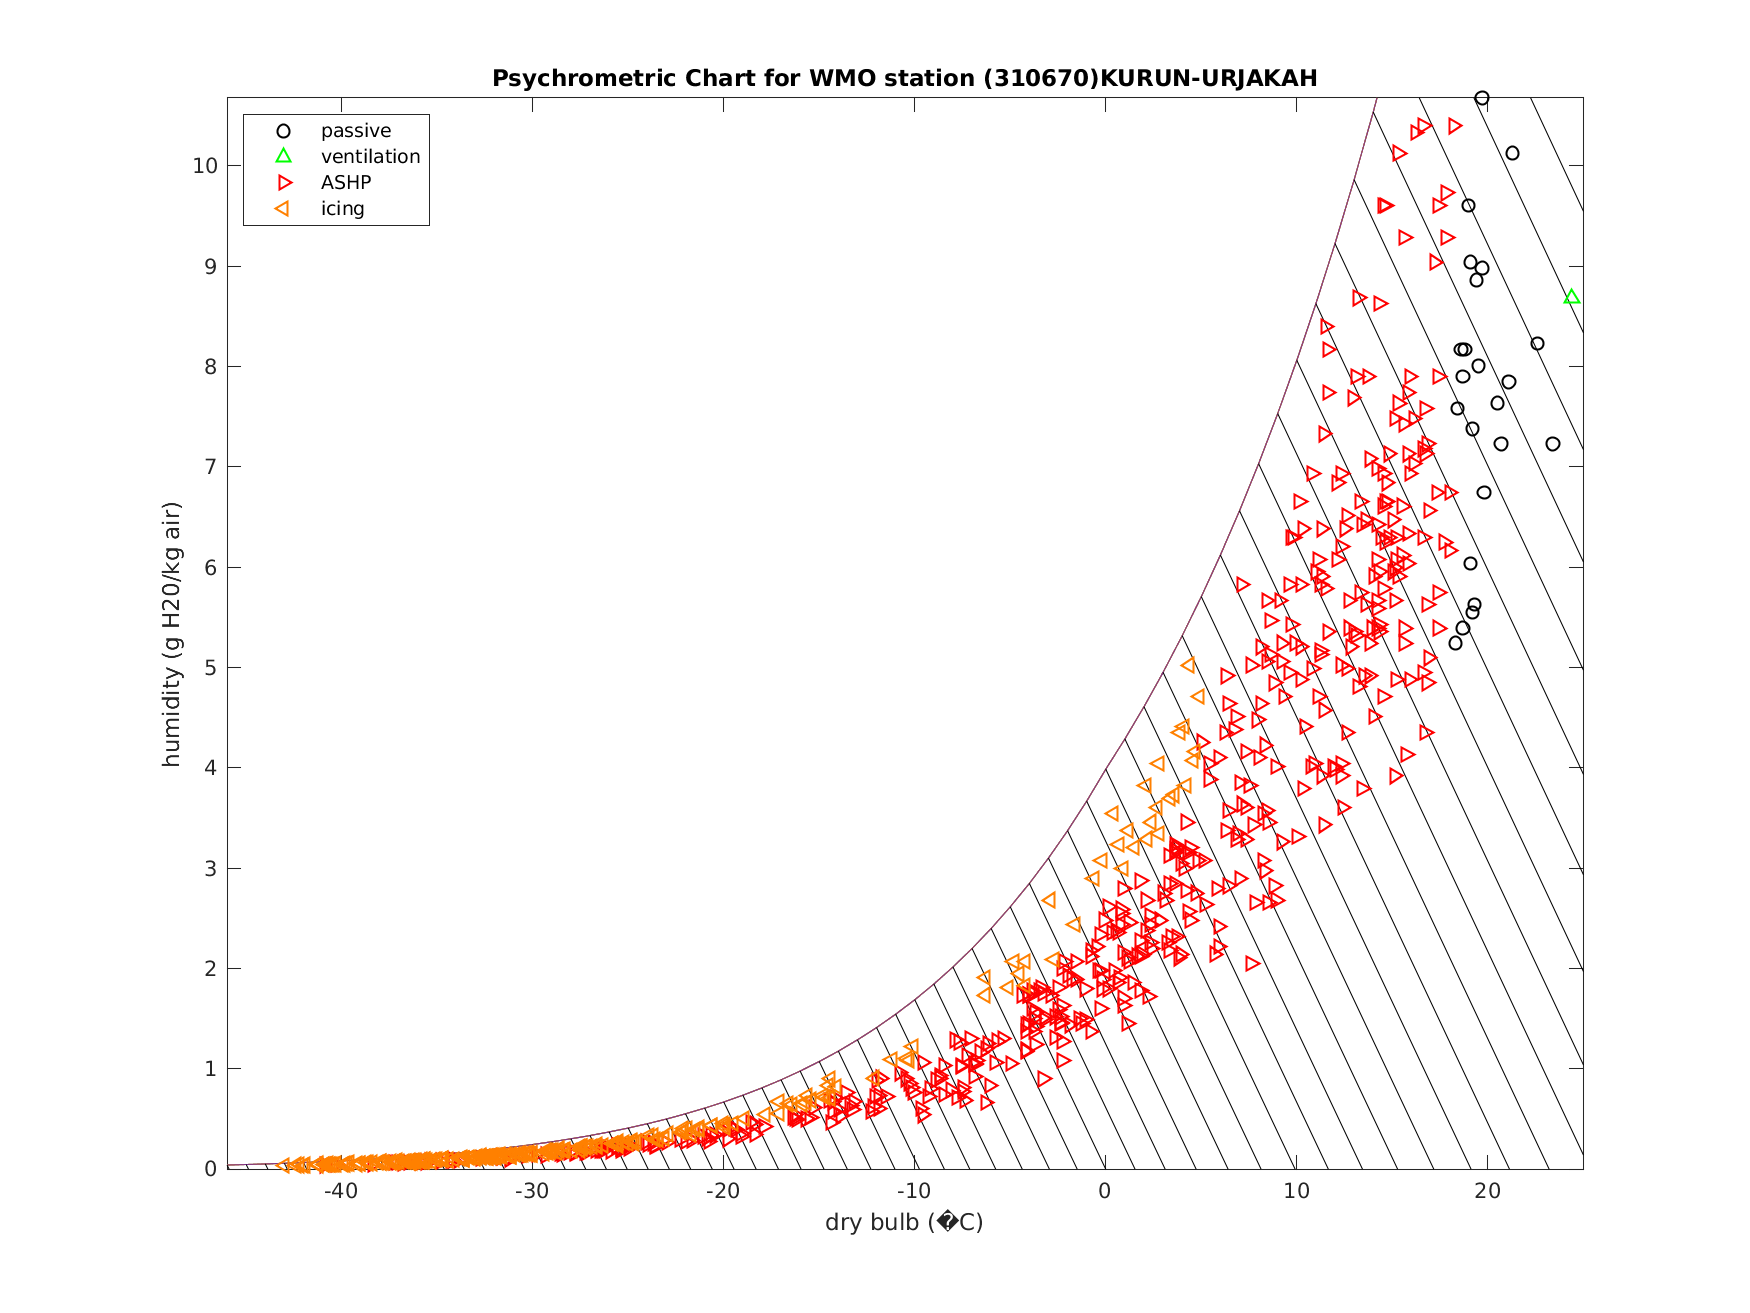 Psychrometric Chart for WMO station (310670)KURUN-URJAKAH
passive
ventilation
ASHP
icing
10
9
8
7
6
5
4
3
2
1
0
humidity (g H20/kg air)
-40 -30 -20 -10 0 10 20
dry bulb (�C)